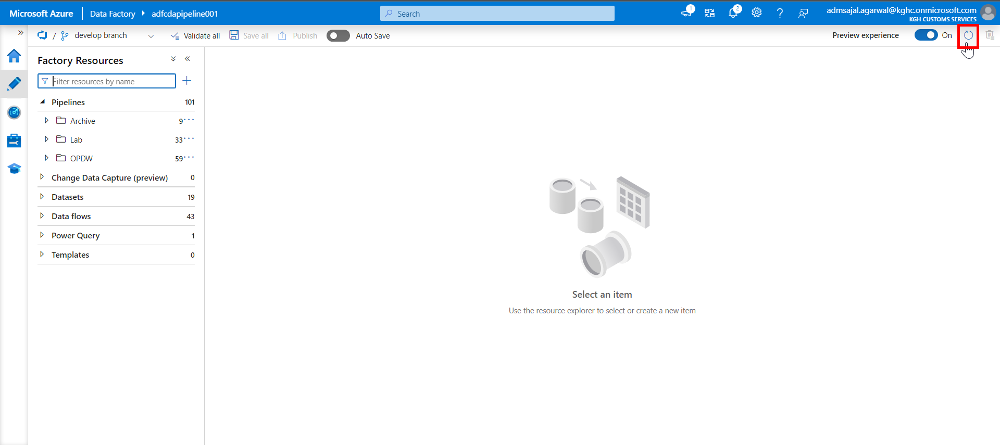 Microsoft Azure
Data Factory
adfcdapipeline001
Search
1
2
admsajal.agarwal@kghc.onmicrosoft.com
KGH CUSTOMS SERVICES
/ develop branch
Validate all
Save all
Publish
Auto Save
Preview experience
On
Factory Resources
Filter resources by name
Pipelines 101
Archive 9
Lab 33
OPDW 59
Change Data Capture (preview) 0
Datasets 19
Data flows 43
Power Query 1
Templates 0
Select an item
Use the resource explorer to select or create a new item